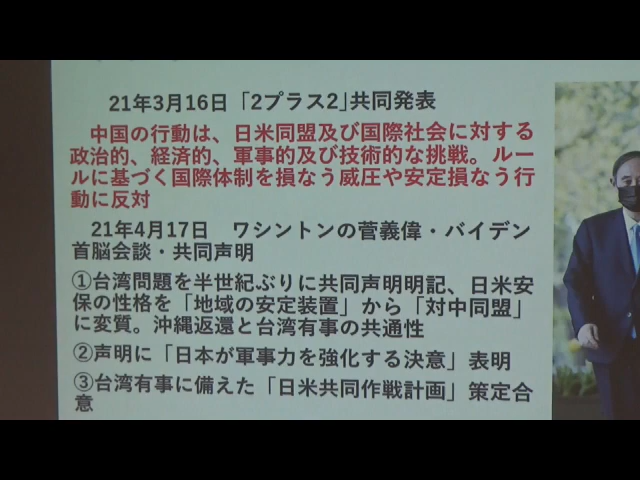 21年3月16日「2プラス2」共同発表
中国の行動は、日米同盟及び国際社会に対する
政治的、経済的、軍事的及び技術的な挑戦。ルー
ルに基づく国際体制を損なう威圧や安定損なう行
動に反対
21年4月17日 ワシントンの菅義偉・バイデン
首脳会談・共同声明
①台湾問題を半世紀ぶりに共同声明明記、日米安
保の性格を「地域の安定装置」から「対中同盟」
に変質。沖縄返還と台湾有事の共通性
②声明に「日本が軍事力を強化する決意」表明
③台湾有事に備えた「日米共同作戦計画」策定合
意